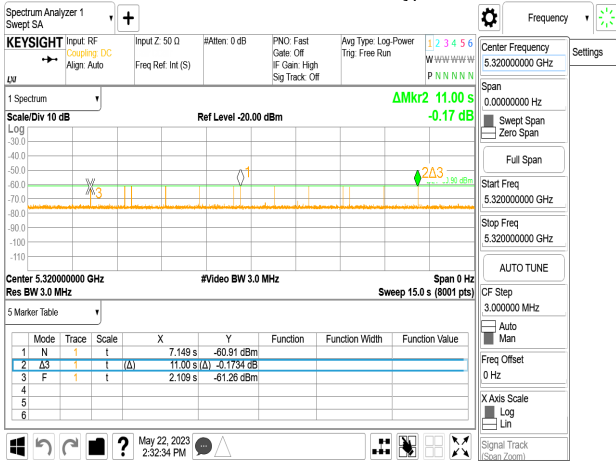 Spectrum Analyzer 1
Swept SA
Frequency
KEYSIGHT
Input: RF
Coupling: DC
Align: Auto
Input Z: 50 Ω
Freq Ref: Int (S)
#Atten: 0 dB
PNO: Fast
Gate: Off
IF Gain: High
Sig Track: Off
Avg Type: Log-Power
Trig: Free Run
1 2 3 4 5 6
W W W W W W
P N N N N N
LXI
1 Spectrum
ΔMkr2 11.00 s
Scale/Div 10 dB
Ref Level -20.00 dBm
-0.17 dB
Log
-30.0
-40.0
-50.0
-60.0
-70.0
-80.0
-90.0
-100
-110
3
1
2Δ3
Center 5.320000000 GHz
#Video BW 3.0 MHz
Span 0 Hz
Res BW 3.0 MHz
Sweep 15.0 s (8001 pts)
5 Marker Table
Mode Trace Scale X Y Function Function Width Function Value
1 N 1 t 7.149 s -60.91 dBm
2 Δ3 1 t (Δ) 11.00 s (Δ) -0.1734 dB
3 F 1 t 2.109 s -61.26 dBm
4
5
6
?
May 22, 2023
2:32:34 PM
Center Frequency
5.320000000 GHz
Settings
Span
0.00000000 Hz
Swept Span
Zero Span
Full Span
Start Freq
5.320000000 GHz
Stop Freq
5.320000000 GHz
AUTO TUNE
CF Step
3.000000 MHz
Auto
Man
Freq Offset
0 Hz
X Axis Scale
Log
Lin
Signal Track
(Span Zoom)